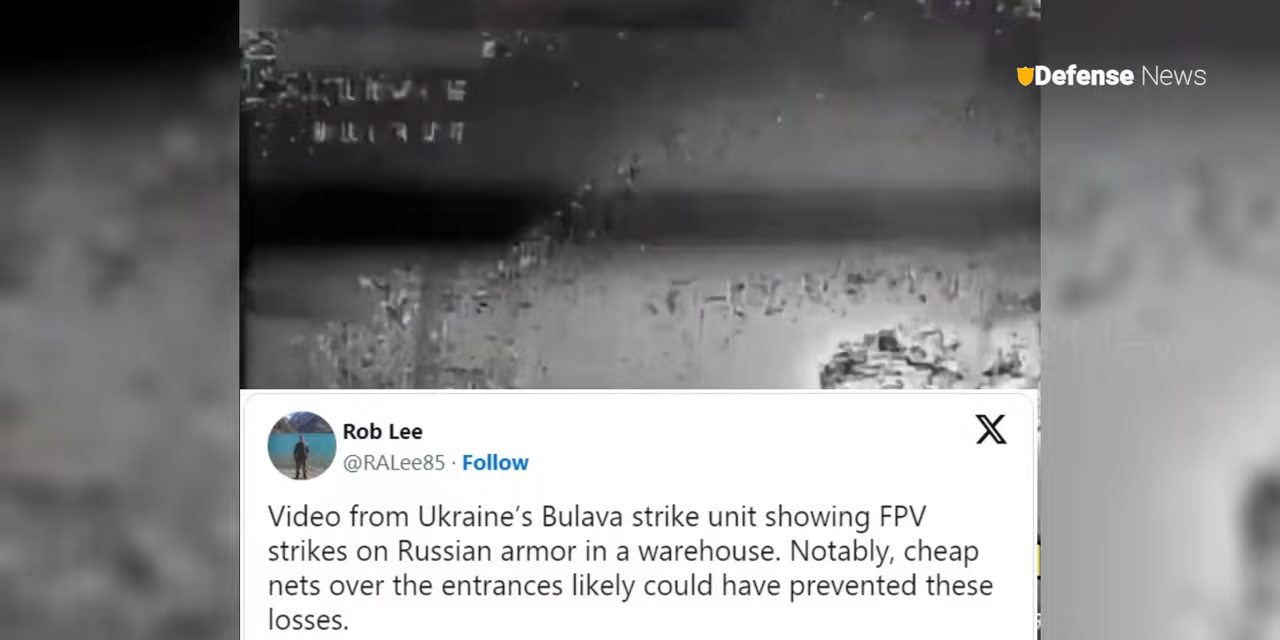 Defense News
Rob Lee
@RALee85 · Follow
Video from Ukraine’s Bulava strike unit showing FPV
strikes on Russian armor in a warehouse. Notably, cheap
nets over the entrances likely could have prevented these
losses.